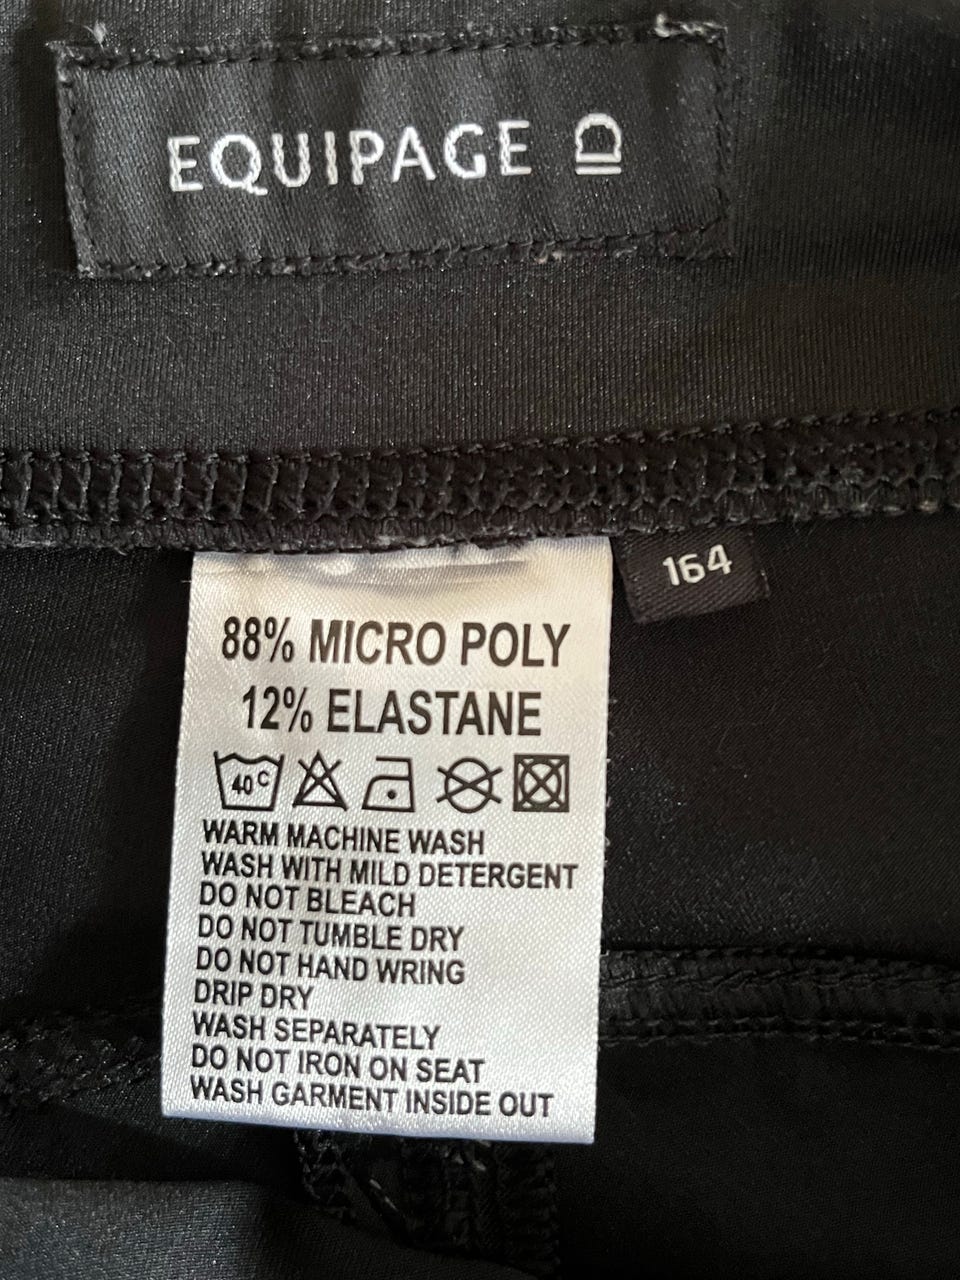 EQUIPAGE
164
88% MICRO POLY
12% ELASTANE
40 C
WARM MACHINE WASH
WASH WITH MILD DETERGENT
DO NOT BLEACH
DO NOT TUMBLE DRY
DO NOT HAND WRING
DRIP DRY
WASH SEPARATELY
DO NOT IRON ON SEAT
WASH GARMENT INSIDE OUT